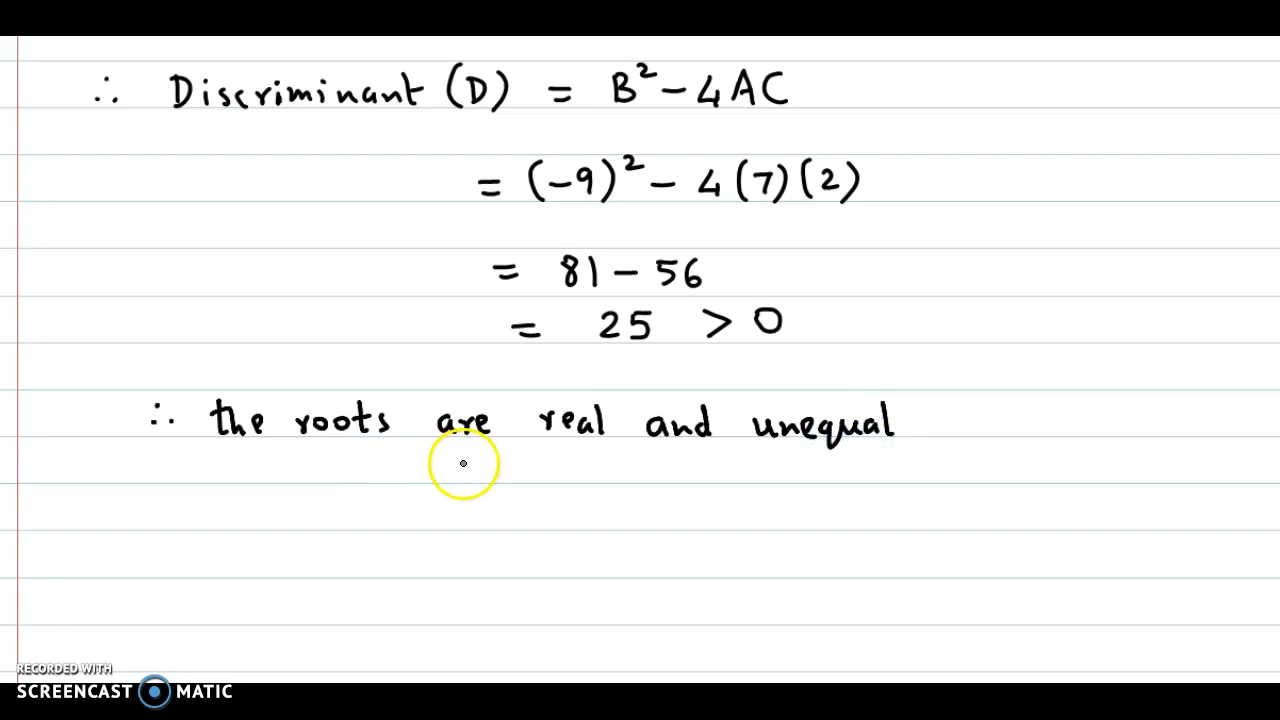 ∴ Discriminant (D) = B² - 4AC
= (-9)² - 4(7)(2)
= 81 - 56
= 25 > 0
∴ the roots are real and unequal
RECORDED WITH
SCREENCAST MATIC